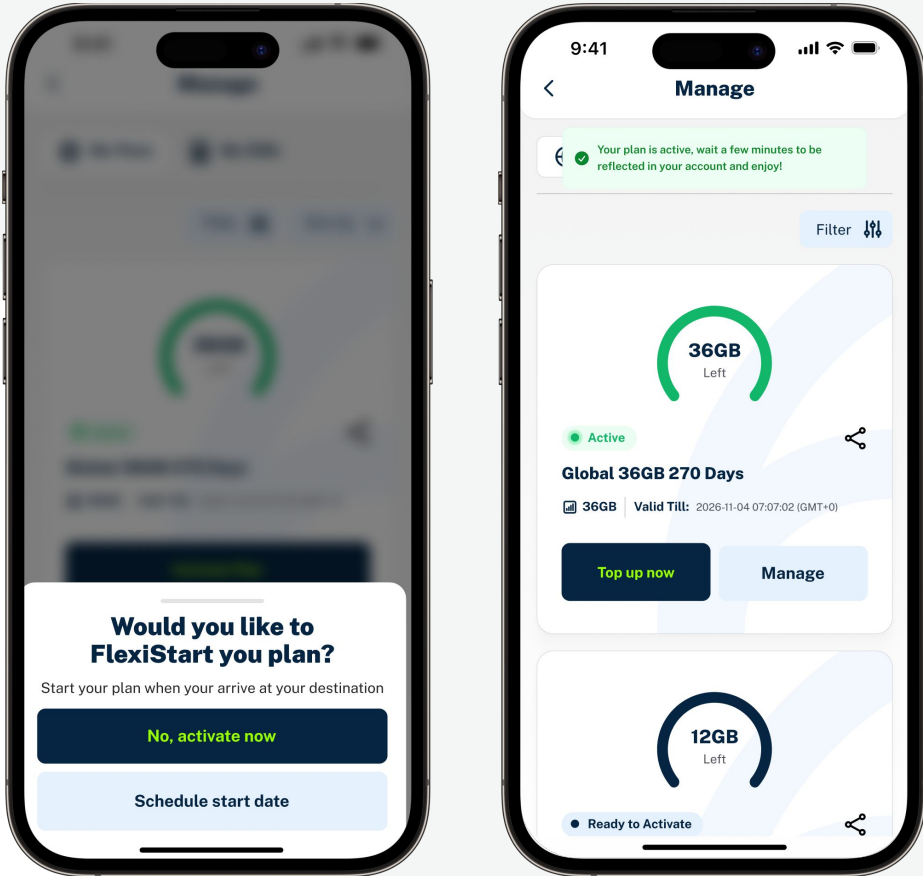 Manage
Would you like to
FlexiStart you plan?
Start your plan when your arrive at your destination
No, activate now
Schedule start date
9:41
Manage
Your plan is active, wait a few minutes to be
reflected in your account and enjoy!
Filter
36GB
Left
Active
Global 36GB 270 Days
36GB Valid Till: 2026-11-04 07:07:02 (GMT+0)
Top up now Manage
12GB
Left
Ready to Activate